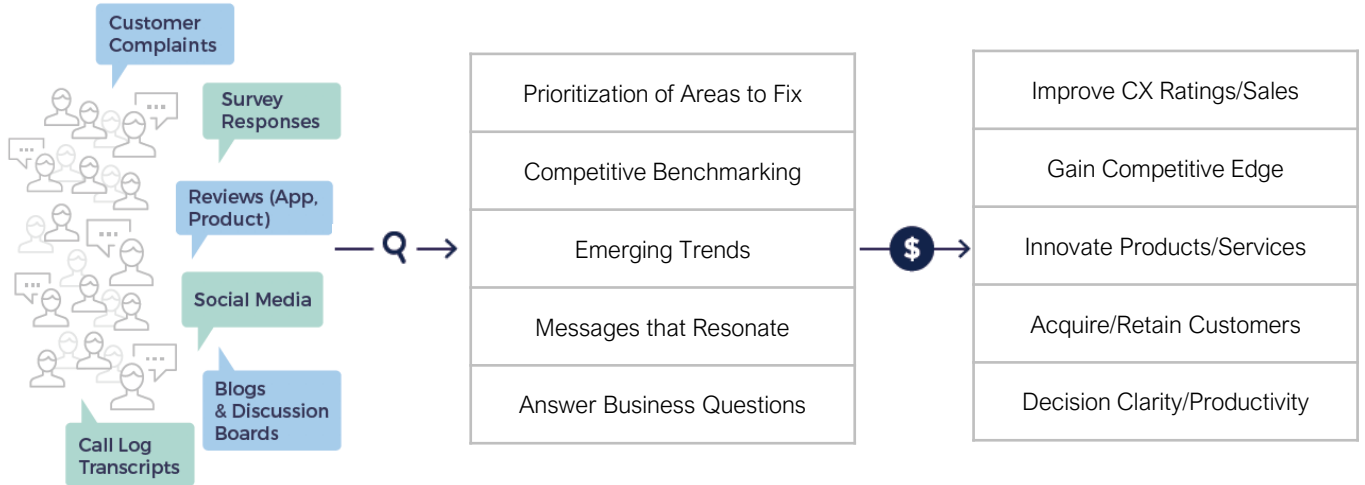 Customer
Complaints
Survey
Responses
Reviews (App,
Product)
Social Media
Blogs
& Discussion
Boards
Call Log
Transcripts
Prioritization of Areas to Fix
Competitive Benchmarking
Emerging Trends
Messages that Resonate
Answer Business Questions
$
Improve CX Ratings/Sales
Gain Competitive Edge
Innovate Products/Services
Acquire/Retain Customers
Decision Clarity/Productivity